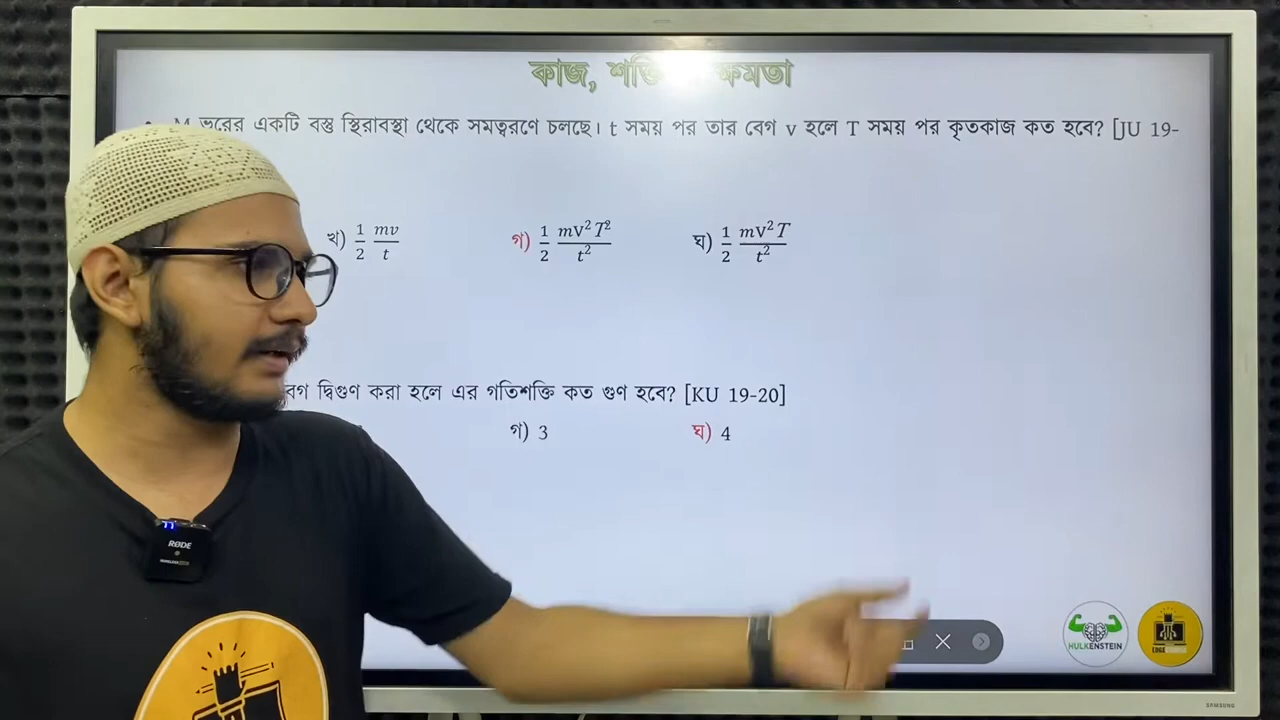 কাজ, শক্তি ক্ষমতা
M ভরের একটি বস্তু স্থিরাবস্থা থেকে সমত্বরণে চলছে। t সময় পর তার বেগ v হলে T সময় পর কৃতকাজ কত হবে? [JU 19-
খ) 1/2 mv/t গ) 1/2 mV²T²/t² ঘ) 1/2 mV²T/t²
বেগ দ্বিগুণ করা হলে এর গতিশক্তি কত গুণ হবে? [KU 19-20]
গ) 3 ঘ) 4
RØDE
HULKENSTEIN
SAMSUNG